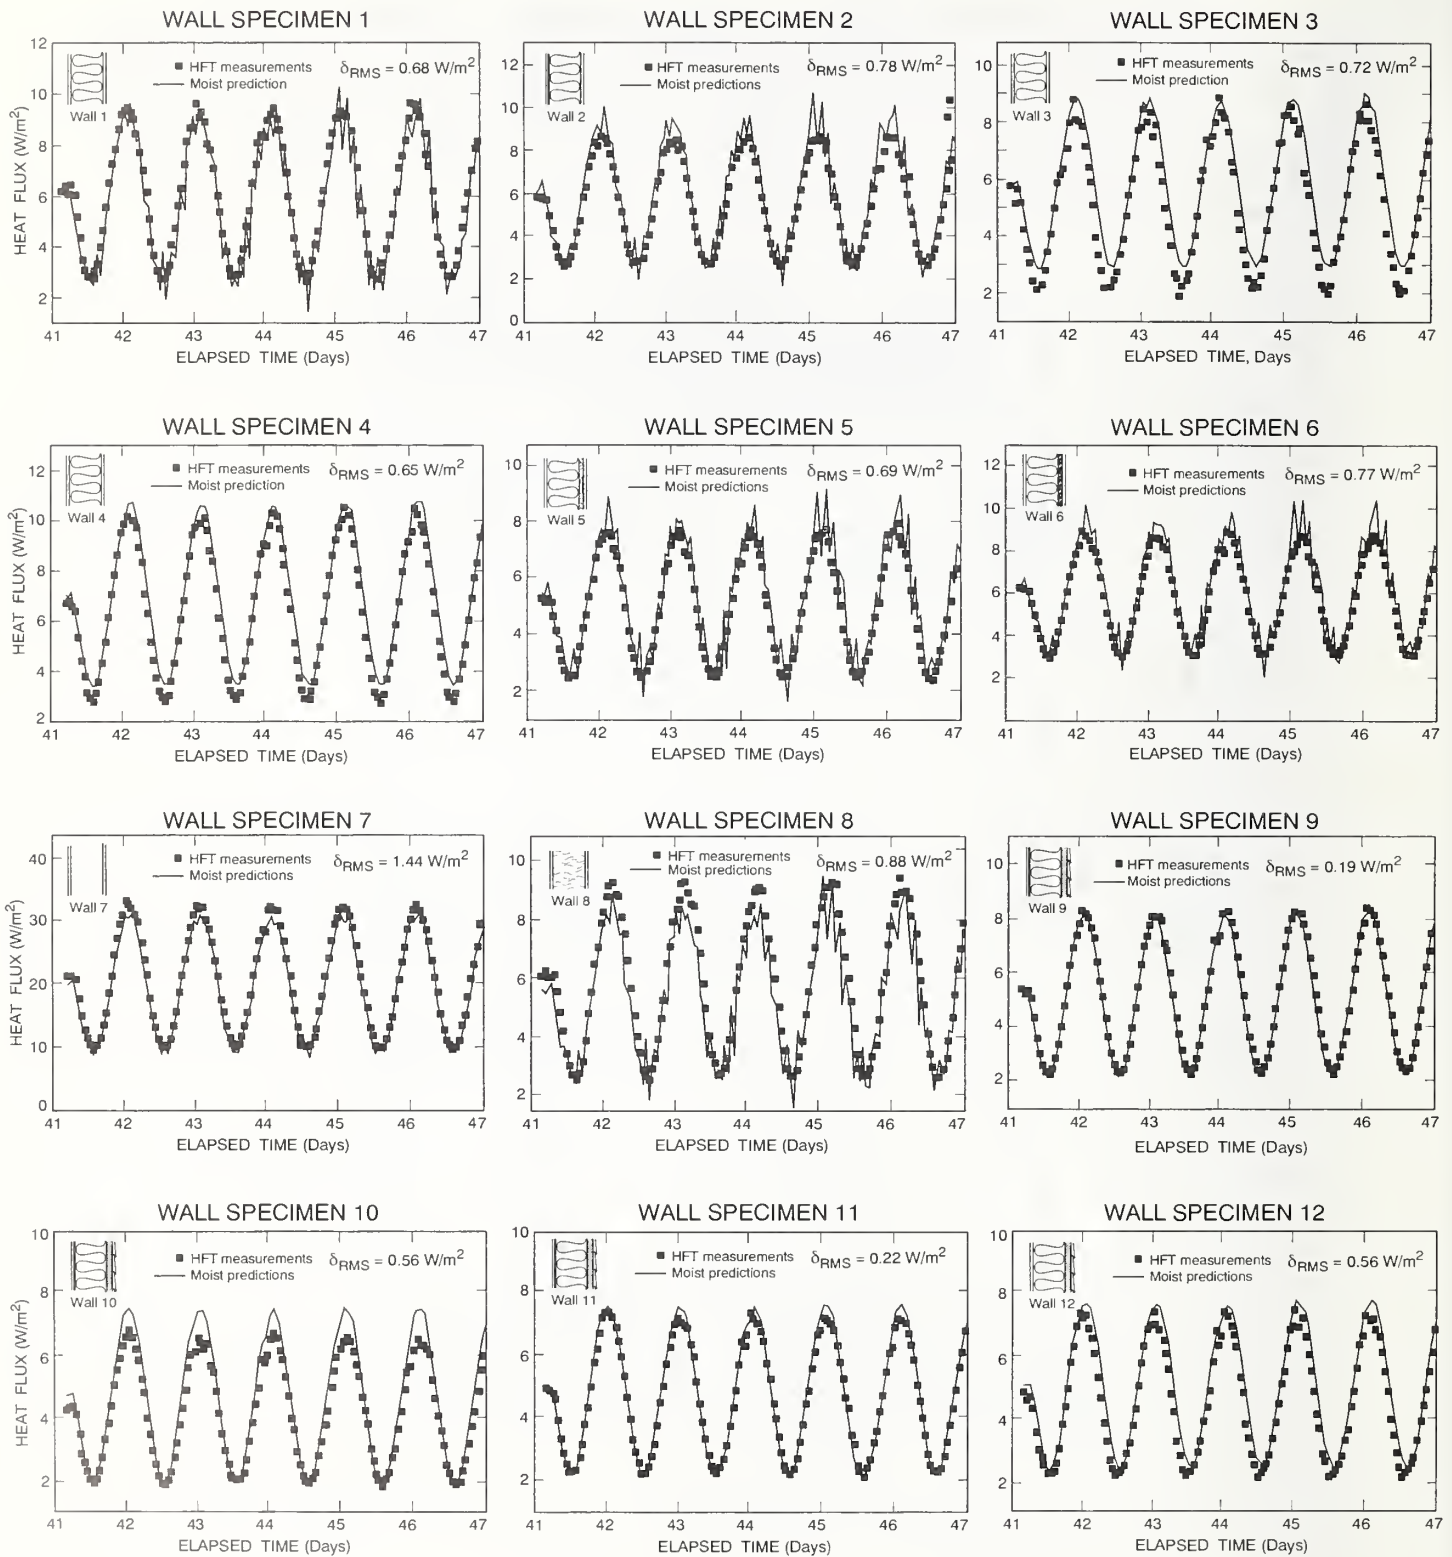 WALL SPECIMEN 1
12
10
8
6
4
2
HEAT FLUX (W/m²)
Wall 1
HFT measurements
Moist prediction
δRMS = 0.68 W/m²
41 42 43 44 45 46 47
ELAPSED TIME (Days)
WALL SPECIMEN 2
12
10
8
6
4
2
0
Wall 2
HFT measurements
Moist prediction
δRMS = 0.78 W/m²
41 42 43 44 45 46 47
ELAPSED TIME (Days)
WALL SPECIMEN 3
10
8
6
4
2
Wall 3
HFT measurements
Moist prediction
δRMS = 0.72 W/m²
41 42 43 44 45 46 47
ELAPSED TIME, Days
WALL SPECIMEN 4
12
10
8
6
4
2
HEAT FLUX (W/m²)
Wall 4
HFT measurements
Moist prediction
δRMS = 0.65 W/m²
41 42 43 44 45 46 47
ELAPSED TIME (Days)
WALL SPECIMEN 5
10
8
6
4
2
Wall 5
HFT measurements
Moist predictions
δRMS = 0.69 W/m²
41 42 43 44 45 46 47
ELAPSED TIME (Days)
WALL SPECIMEN 6
12
10
8
6
4
2
0
Wall 6
HFT measurements
Moist predictions
δRMS = 0.77 W/m²
41 42 43 44 45 46 47
ELAPSED TIME (Days)
WALL SPECIMEN 7
40
30
20
10
0
HEAT FLUX (W/m²)
Wall 7
HFT measurements
Moist predictions
δRMS = 1.44 W/m²
41 42 43 44 45 46 47
ELAPSED TIME (Days)
WALL SPECIMEN 8
10
8
6
4
2
Wall 8
HFT measurements
Moist predictions
δRMS = 0.88 W/m²
41 42 43 44 45 46 47
ELAPSED TIME (Days)
WALL SPECIMEN 9
10
8
6
4
2
Wall 9
HFT measurements
Moist predictions
δRMS = 0.19 W/m²
41 42 43 44 45 46 47
ELAPSED TIME (Days)
WALL SPECIMEN 10
10
8
6
4
2
HEAT FLUX (W/m²)
Wall 10
HFT measurements
Moist predictions
δRMS = 0.56 W/m²
41 42 43 44 45 46 47
ELAPSED TIME (Days)
WALL SPECIMEN 11
10
8
6
4
2
Wall 11
HFT measurements
Moist predictions
δRMS = 0.22 W/m²
41 42 43 44 45 46 47
ELAPSED TIME (Days)
WALL SPECIMEN 12
10
8
6
4
2
Wall 12
HFT measurements
Moist predictions
δRMS = 0.56 W/m²
41 42 43 44 45 46 47
ELAPSED TIME (Days)